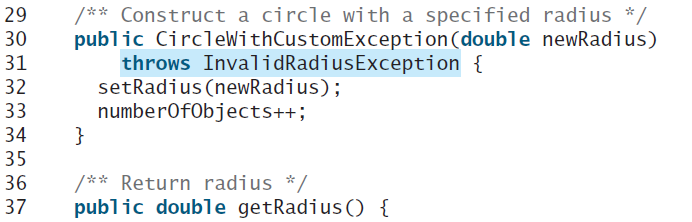 29    /** Construct a circle with a specified radius */
30    public CircleWithCustomException(double newRadius)
31        throws InvalidRadiusException {
32      setRadius(newRadius);
33      numberOfObjects++;
34    }
35
36    /** Return radius */
37    public double getRadius() {